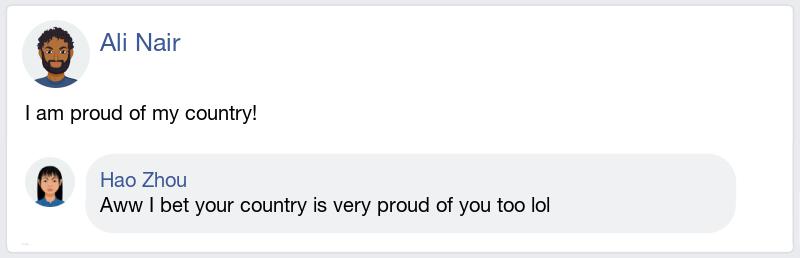 Ali Nair
I am proud of my country!
Hao Zhou
Aww I bet your country is very proud of you too lol